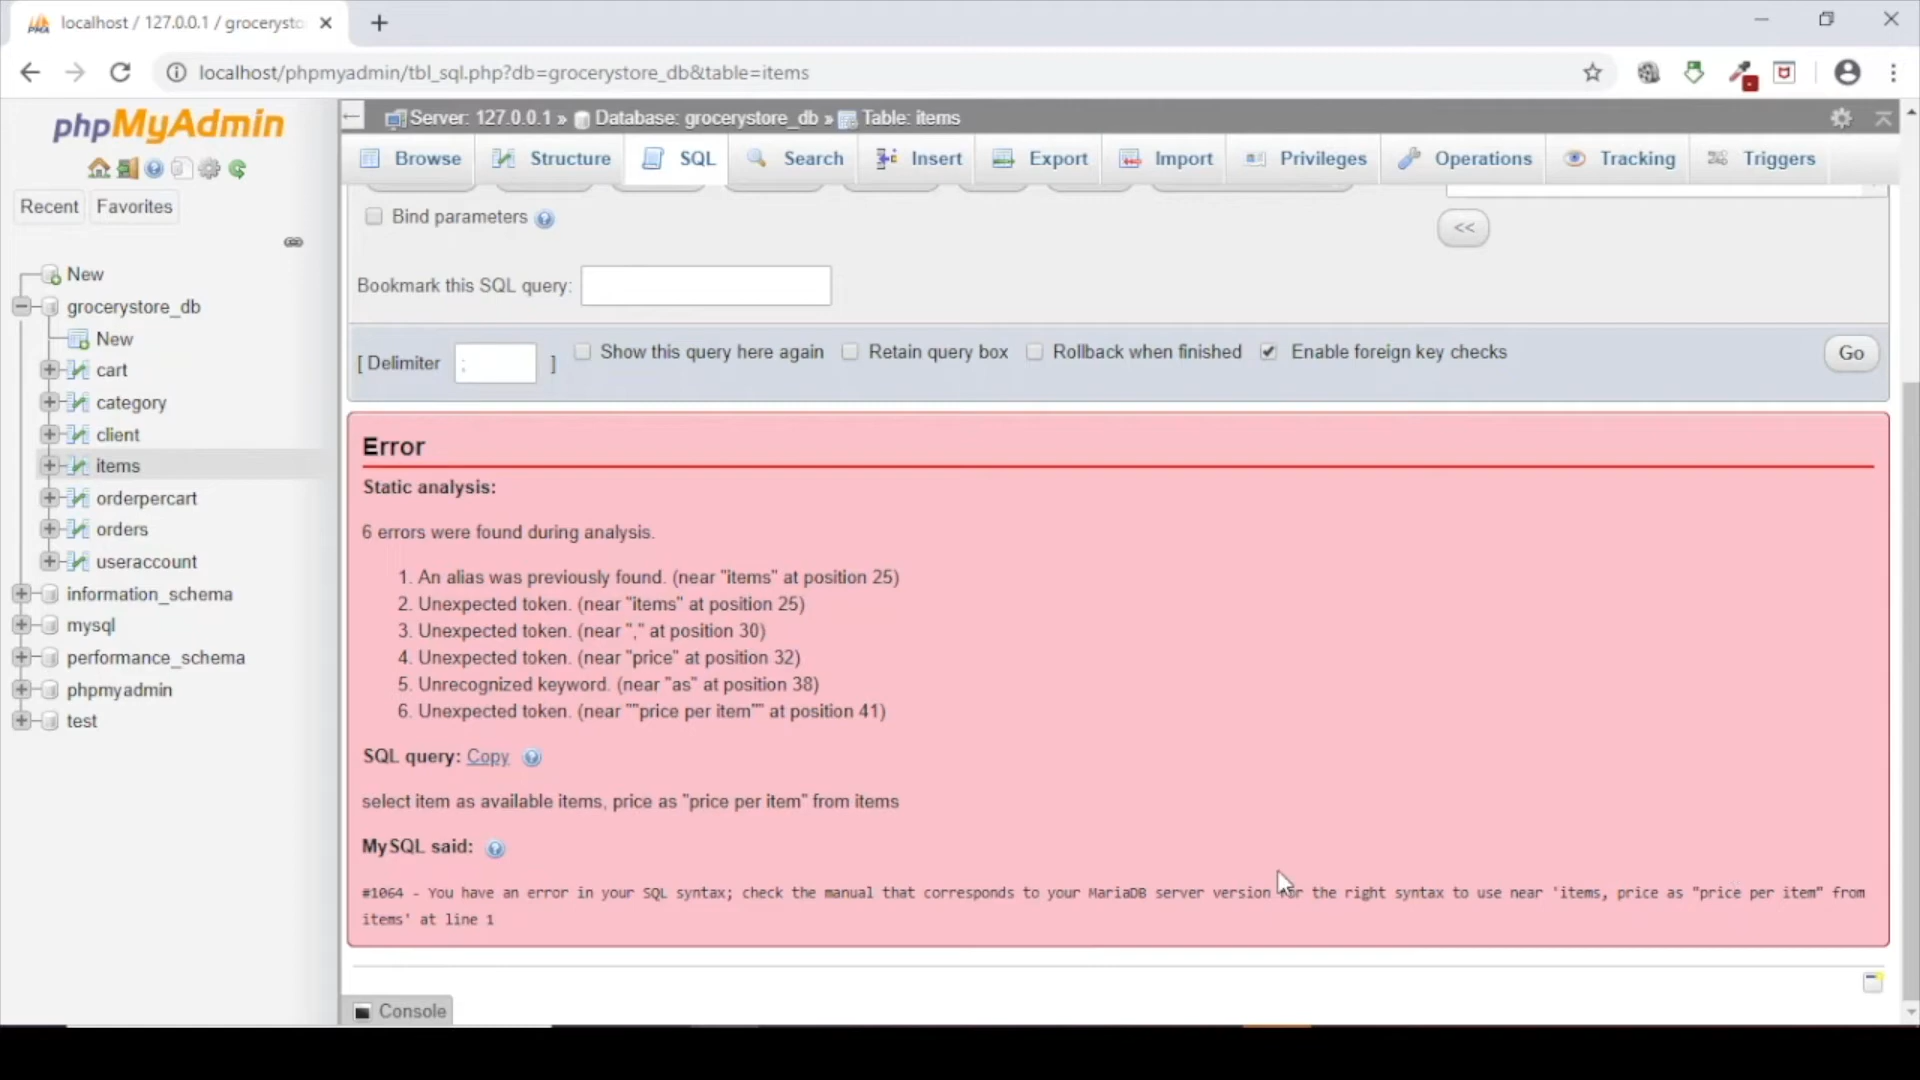 localhost / 127.0.0.1 / grocerysto
localhost/phpmyadmin/tbl_sql.php?db=grocerystore_db&table=items
phpMyAdmin
Recent Favorites
New
grocerystore_db
New
cart
category
client
items
orderpercart
orders
useraccount
information_schema
mysql
performance_schema
phpmyadmin
test
Server: 127.0.0.1 » Database: grocerystore_db » Table: items
Browse Structure SQL Search Insert Export Import Privileges Operations Tracking Triggers
Bind parameters
<<
Bookmark this SQL query:
[ Delimiter ; ] Show this query here again Retain query box Rollback when finished Enable foreign key checks Go
Error
Static analysis:
6 errors were found during analysis.
1. An alias was previously found. (near "items" at position 25)
2. Unexpected token. (near "items" at position 25)
3. Unexpected token. (near "," at position 30)
4. Unexpected token. (near "price" at position 32)
5. Unrecognized keyword. (near "as" at position 38)
6. Unexpected token. (near ""price per item"" at position 41)
SQL query: Copy
select item as available items, price as "price per item" from items
MySQL said:
#1064 - You have an error in your SQL syntax; check the manual that corresponds to your MariaDB server version for the right syntax to use near 'items, price as "price per item" from
items' at line 1
Console